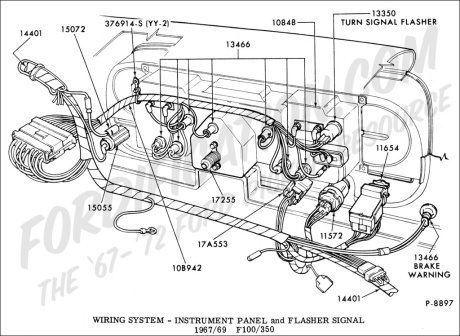 14401
15072
376914-S (YY-2)
13466
10848
13350
TURN SIGNAL FLASHER
11654
15055
10B942
17255
17A553
11572
13466
BRAKE
WARNING
14401
P-8897
WIRING SYSTEM - INSTRUMENT PANEL and FLASHER SIGNAL
1967/69 F100/350
FORDIFICATION.COM
THE '67-'72 FORD PICKUP RESOURCE